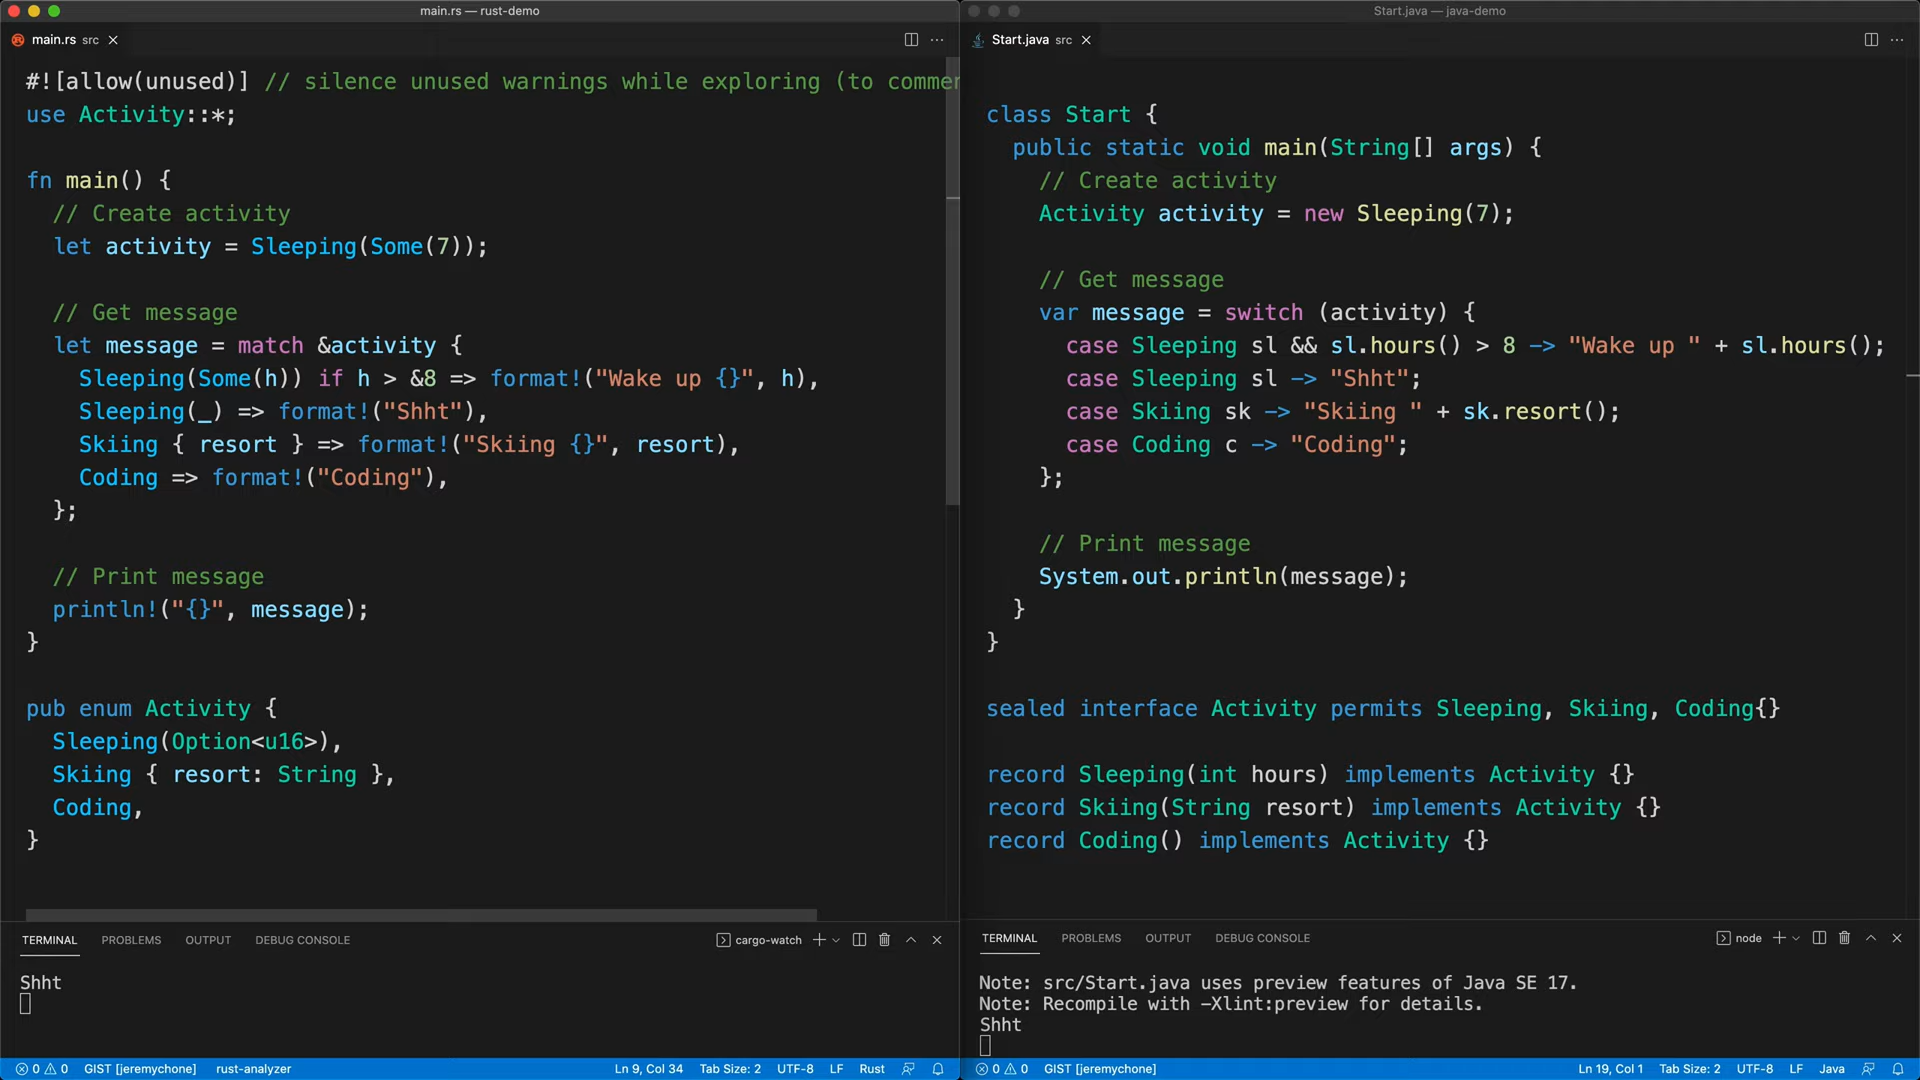 main.rs — rust-demo
main.rs src
#![allow(unused)] // silence unused warnings while exploring (to commen
use Activity::*;
fn main() {
// Create activity
let activity = Sleeping(Some(7));
// Get message
let message = match &activity {
Sleeping(Some(h)) if h > &8 => format!("Wake up {}", h),
Sleeping(_) => format!("Shht"),
Skiing { resort } => format!("Skiing {}", resort),
Coding => format!("Coding"),
};
// Print message
println!("{}", message);
}
pub enum Activity {
Sleeping(Option<u16>),
Skiing { resort: String },
Coding,
}
TERMINAL PROBLEMS OUTPUT DEBUG CONSOLE cargo-watch
Shht
0 0 GIST [jeremychone] rust-analyzer Ln 9, Col 34 Tab Size: 2 UTF-8 LF Rust
Start.java — java-demo
Start.java src
class Start {
public static void main(String[] args) {
// Create activity
Activity activity = new Sleeping(7);
// Get message
var message = switch (activity) {
case Sleeping sl && sl.hours() > 8 -> "Wake up " + sl.hours();
case Sleeping sl -> "Shht";
case Skiing sk -> "Skiing " + sk.resort();
case Coding c -> "Coding";
};
// Print message
System.out.println(message);
}
}
sealed interface Activity permits Sleeping, Skiing, Coding{}
record Sleeping(int hours) implements Activity {}
record Skiing(String resort) implements Activity {}
record Coding() implements Activity {}
TERMINAL PROBLEMS OUTPUT DEBUG CONSOLE node
Note: src/Start.java uses preview features of Java SE 17.
Note: Recompile with -Xlint:preview for details.
Shht
0 0 GIST [jeremychone] Ln 19, Col 1 Tab Size: 2 UTF-8 LF Java